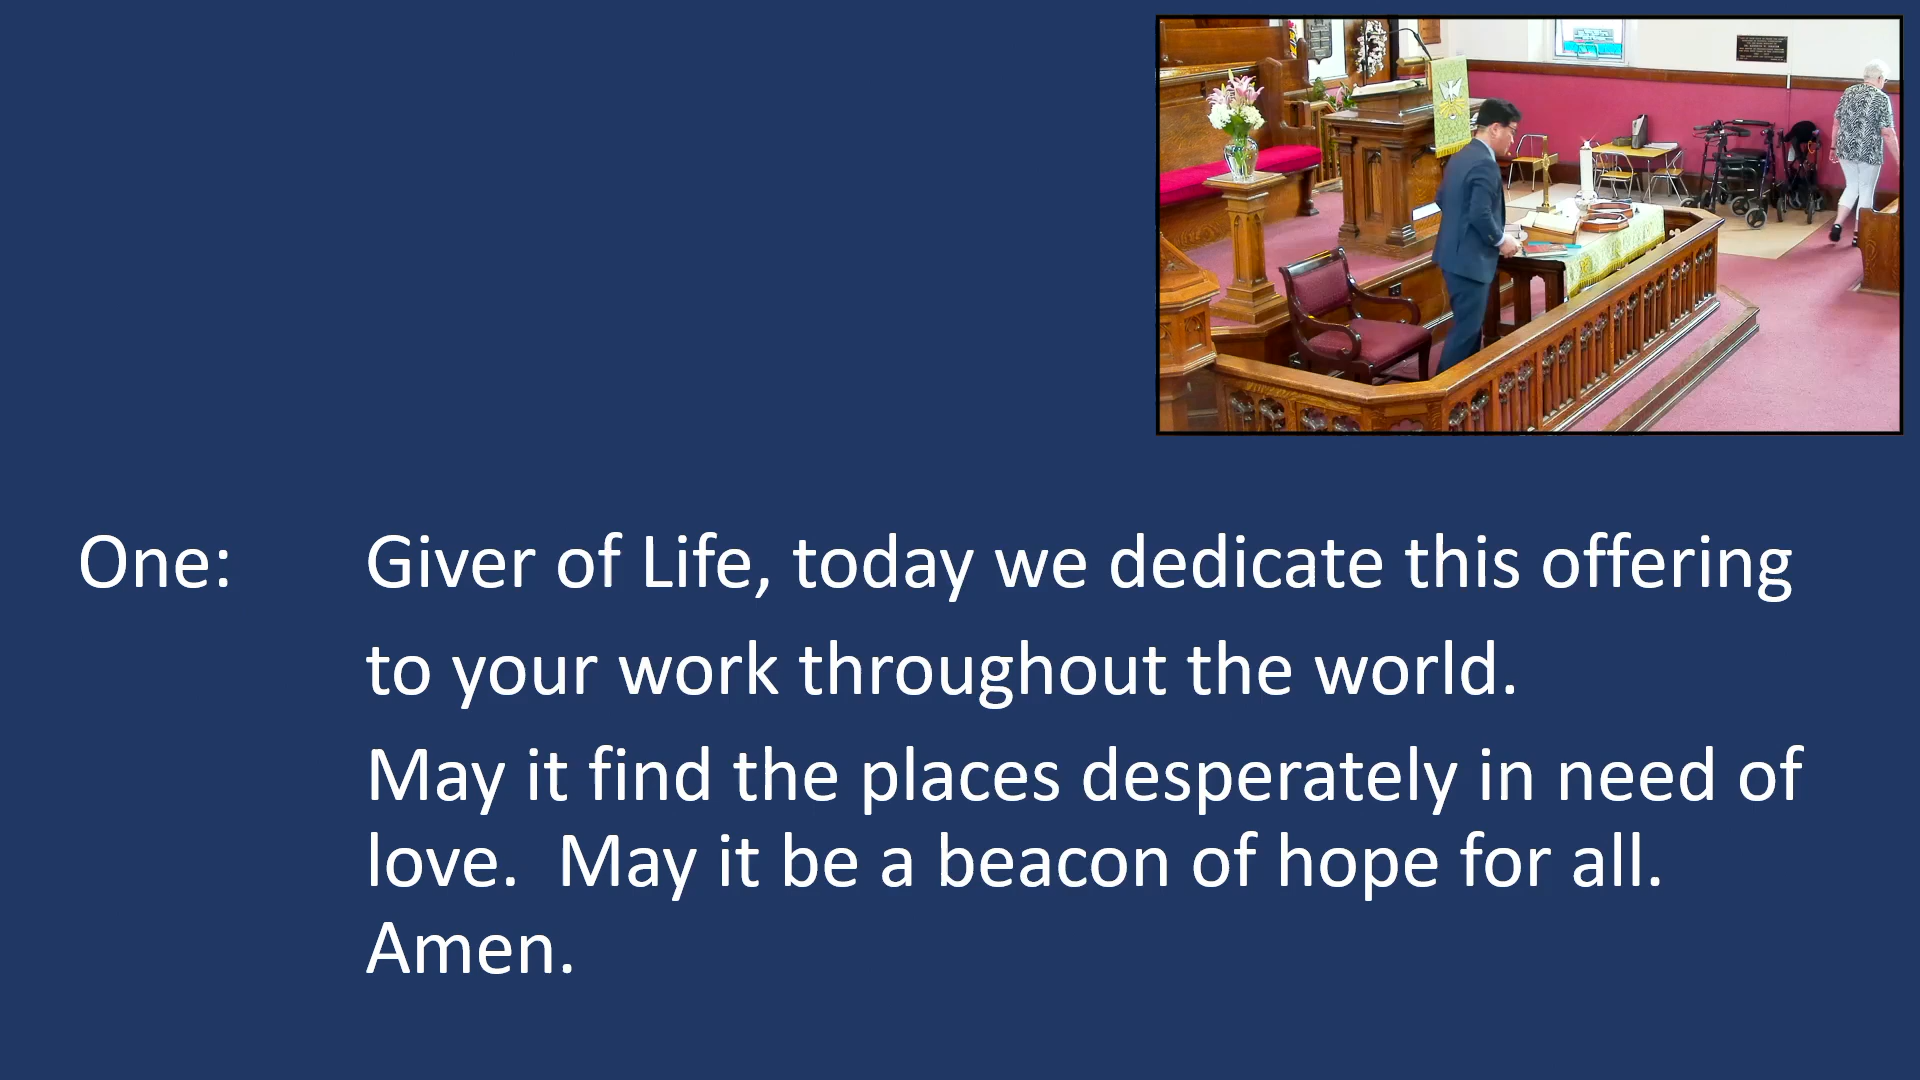 One: Giver of Life, today we dedicate this offering
to your work throughout the world.
May it find the places desperately in need of
love.  May it be a beacon of hope for all.
Amen.